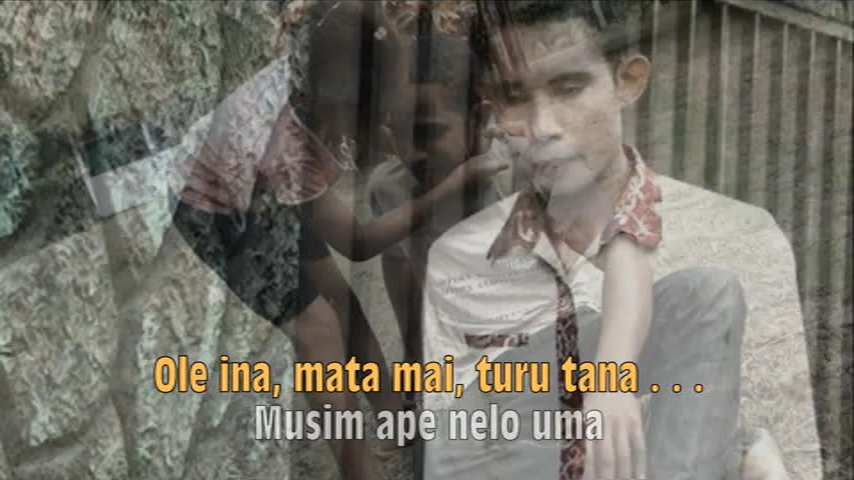 Ole ina, mata mai, turu tana . . .
Musim ape nelo uma